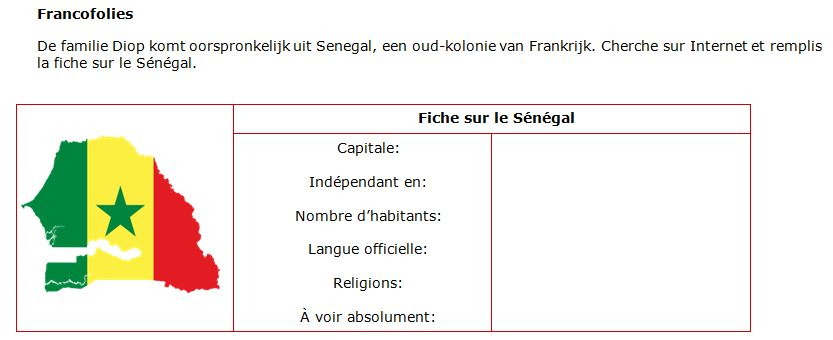 Francofolies
De familie Diop komt oorspronkelijk uit Senegal, een oud-kolonie van Frankrijk. Cherche sur Internet et remplis
la fiche sur le Sénégal.
Fiche sur le Sénégal
Capitale:
Indépendant en:
Nombre d’habitants:
Langue officielle:
Religions:
À voir absolument: